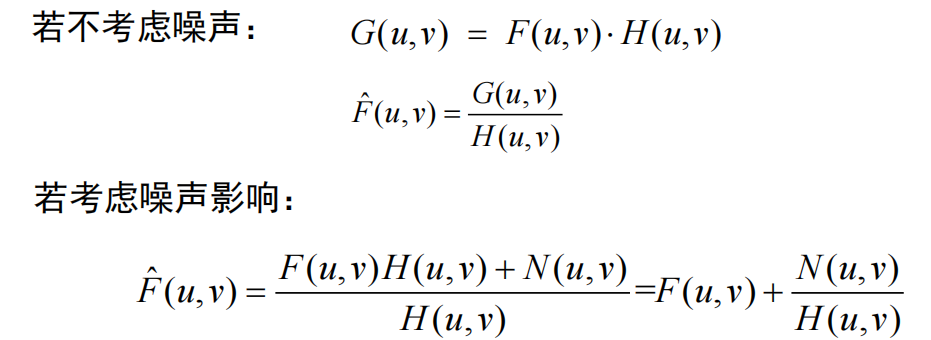 若不考虑噪声： G(u,v) = F(u,v)·H(u,v)
F̂(u,v) = G(u,v) / H(u,v)
若考虑噪声影响：
F̂(u,v) = (F(u,v)H(u,v) + N(u,v)) / H(u,v) = F(u,v) + N(u,v) / H(u,v)